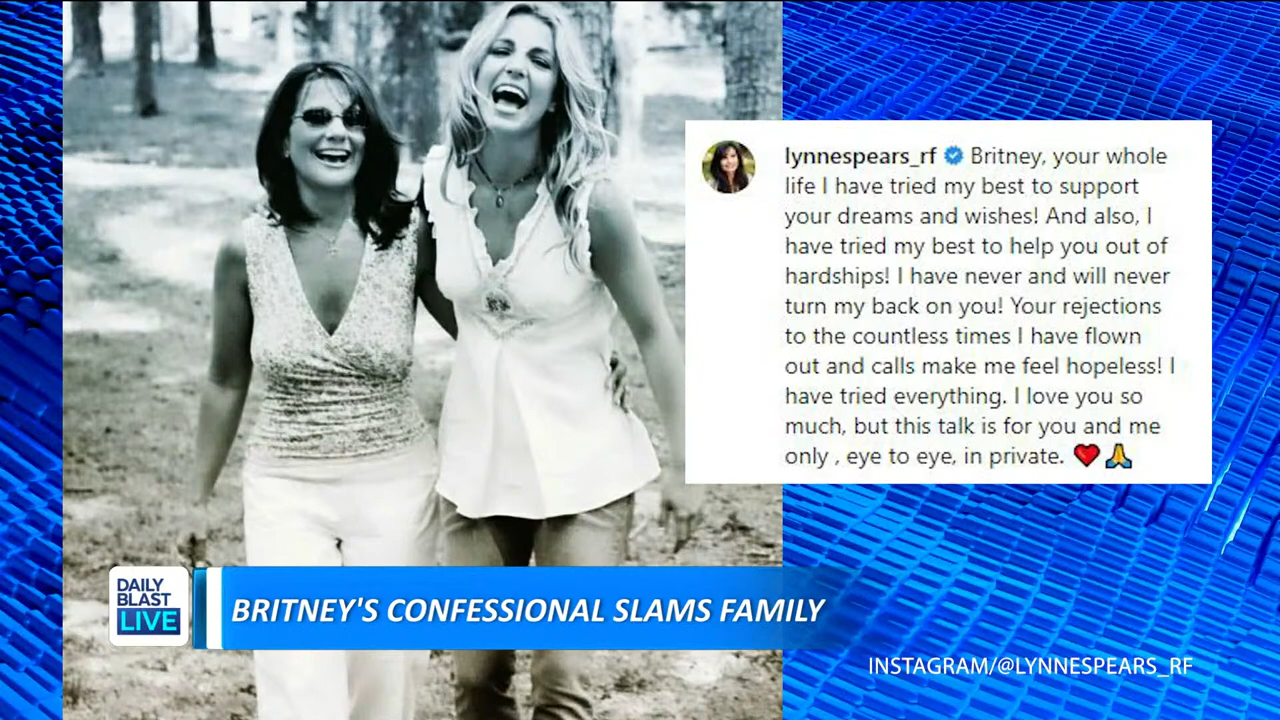 lynnespears_rf Britney, your whole
life I have tried my best to support
your dreams and wishes! And also, I
have tried my best to help you out of
hardships! I have never and will never
turn my back on you! Your rejections
to the countless times I have flown
out and calls make me feel hopeless! I
have tried everything. I love you so
much, but this talk is for you and me
only , eye to eye, in private. ❤️🙏
DAILY
BLAST
LIVE
BRITNEY'S CONFESSIONAL SLAMS FAMILY
INSTAGRAM/@LYNNESPEARS_RF